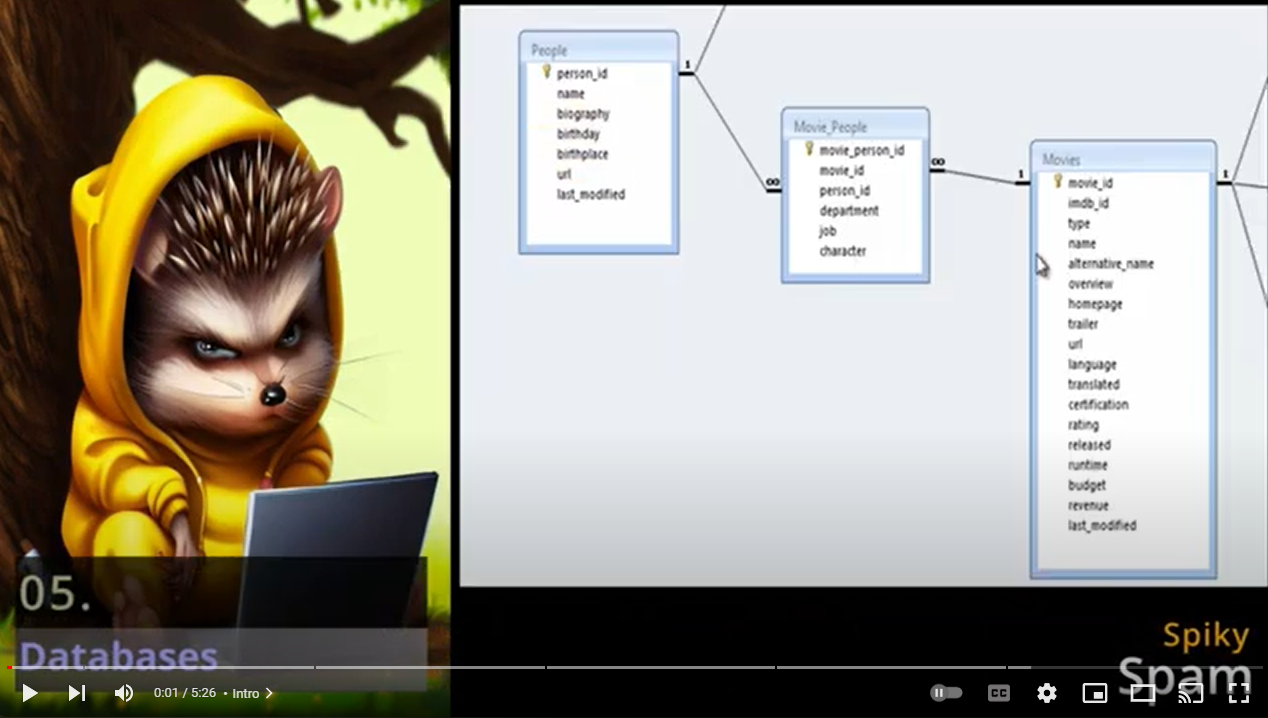 People
person_id
name
biography
birthday
birthplace
url
last_modified
1
∞
Movie_People
movie_person_id
movie_id
person_id
department
job
character
∞
1
Movies
movie_id
imdb_id
type
name
alternative_name
overview
homepage
trailer
url
language
translated
certification
rating
released
runtime
budget
revenue
last_modified
1
05.
Databases
Spiky
Spam
0:01 / 5:26 • Intro
CC